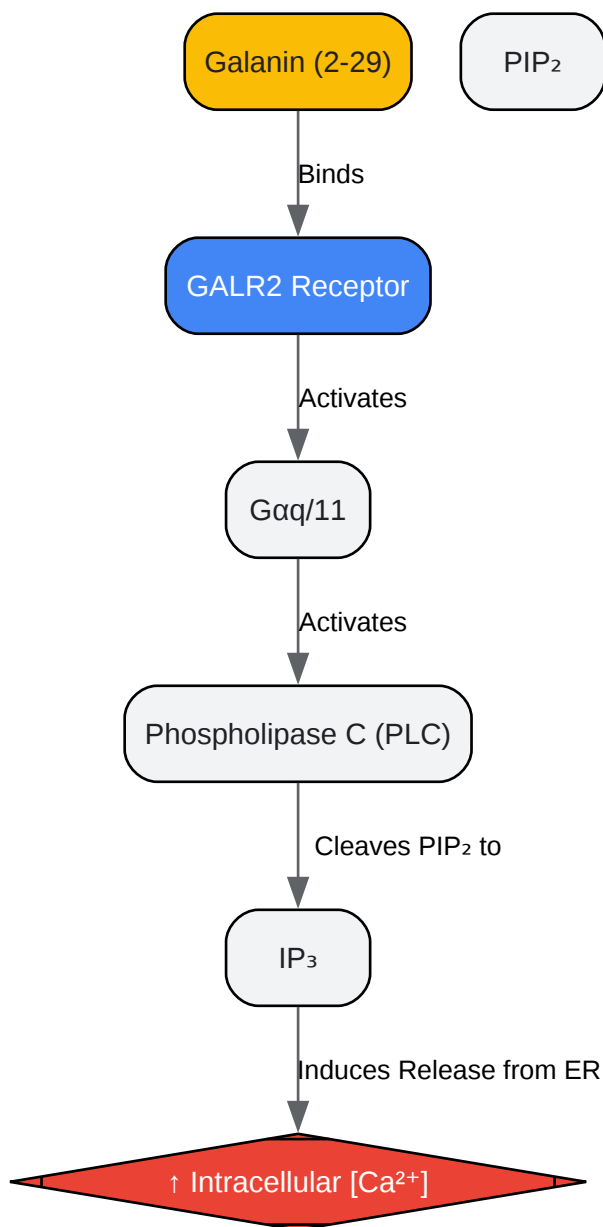 Galanin (2-29)
PIP₂
Binds
GALR2 Receptor
Activates
Gαq/11
Activates
Phospholipase C (PLC)
Cleaves PIP₂ to
IP₃
Induces Release from ER
↑ Intracellular [Ca²⁺]